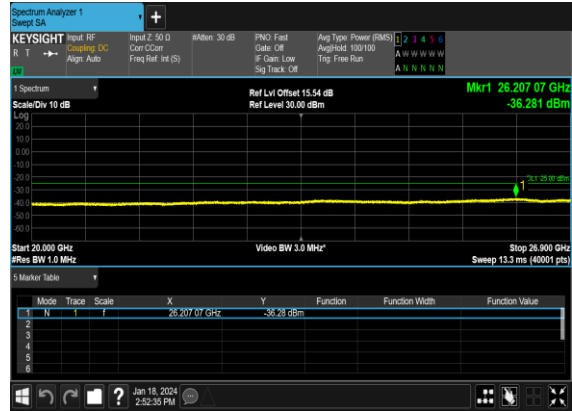 Spectrum Analyzer 1
Swept SA
+
KEYSIGHT
R T
Input: RF
Coupling: DC
Align: Auto
Input Z: 50 Ω
Corr CCorr
Freq Ref: Int (S)
#Atten: 30 dB
PNO: Fast
Gate: Off
IF Gain: Low
Sig Track: Off
Avg Type: Power (RMS)
Avg|Hold: 100/100
Trig: Free Run
1 2 3 4 5 6
A W W W W W
A N N N N N
1 Spectrum
Scale/Div 10 dB
Ref Lvl Offset 15.54 dB
Ref Level 30.00 dBm
Mkr1 26.207 07 GHz
-36.281 dBm
Log
20.0
10.0
0.00
-10.0
-20.0
-30.0
-40.0
-50.0
-60.0
1
DL1 -25.00 dBm
Start 20.000 GHz
#Res BW 1.0 MHz
Video BW 3.0 MHz*
Stop 26.900 GHz
Sweep 13.3 ms (40001 pts)
5 Marker Table
Mode Trace Scale X Y Function Function Width Function Value
1 N 1 f 26.207 07 GHz -36.28 dBm
2
3
4
5
6
?
Jan 18, 2024
2:52:35 PM